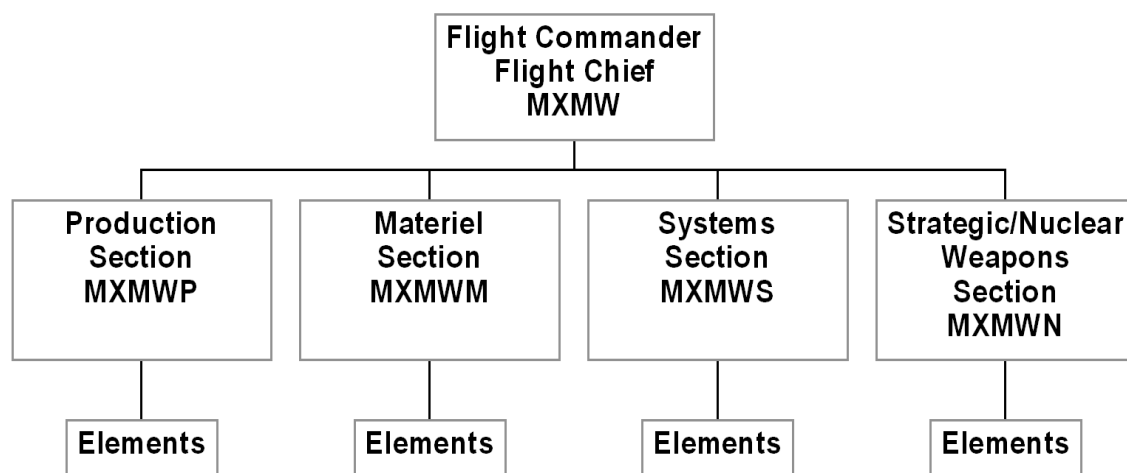 Flight Commander
Flight Chief
MXMW
Production
Section
MXMWP
Materiel
Section
MXMWM
Systems
Section
MXMWS
Strategic/Nuclear
Weapons
Section
MXMWN
Elements
Elements
Elements
Elements